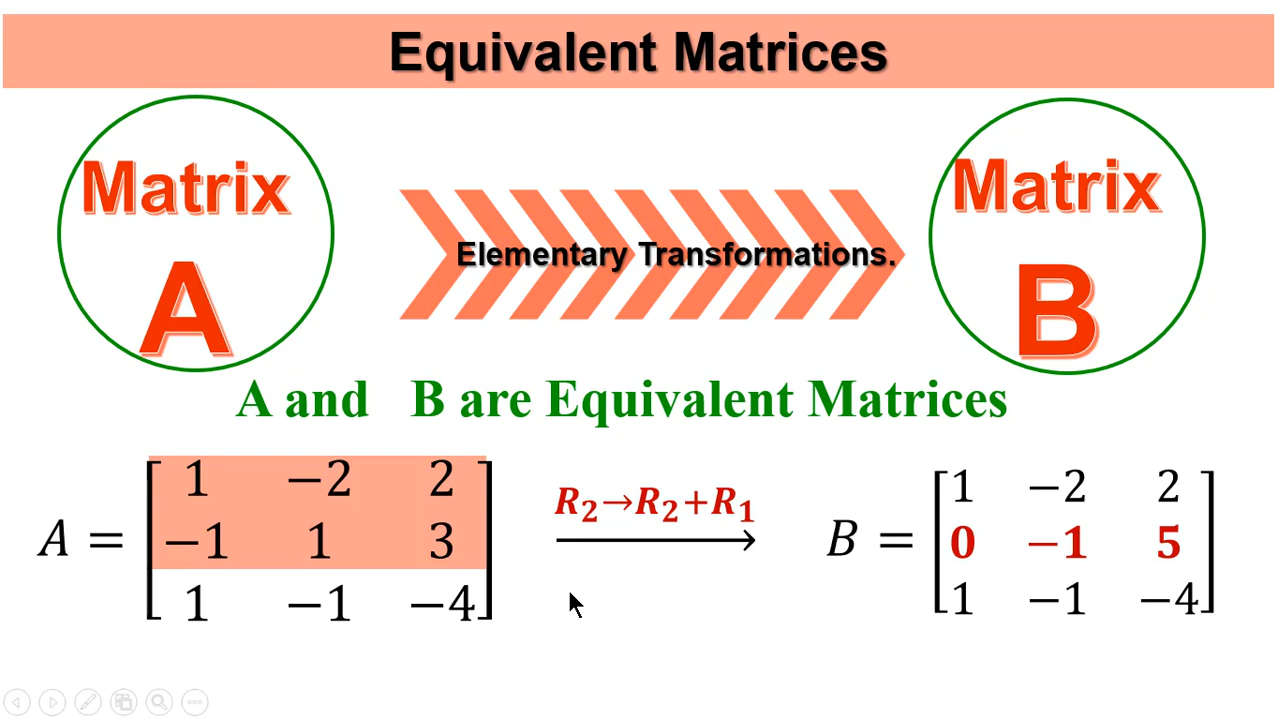 Equivalent Matrices
Matrix
A
Elementary Transformations.
Matrix
B
A and B are Equivalent Matrices
A = [1 −2 2
−1 1 3
1 −1 −4]
R₂→R₂+R₁
B = [1 −2 2
0 −1 5
1 −1 −4]